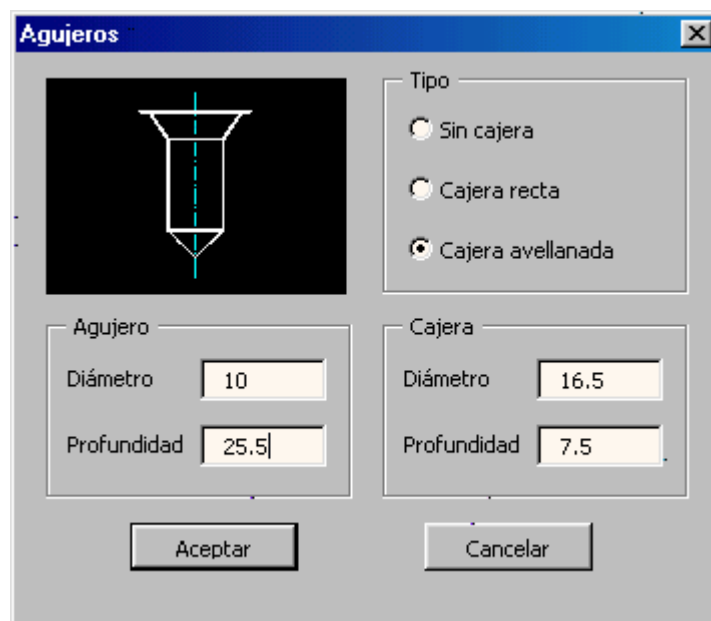 Agujeros
Tipo
Sin cajera
Cajera recta
Cajera avellanada
Agujero
Diámetro 10
Profundidad 25.5
Cajera
Diámetro 16.5
Profundidad 7.5
Aceptar
Cancelar